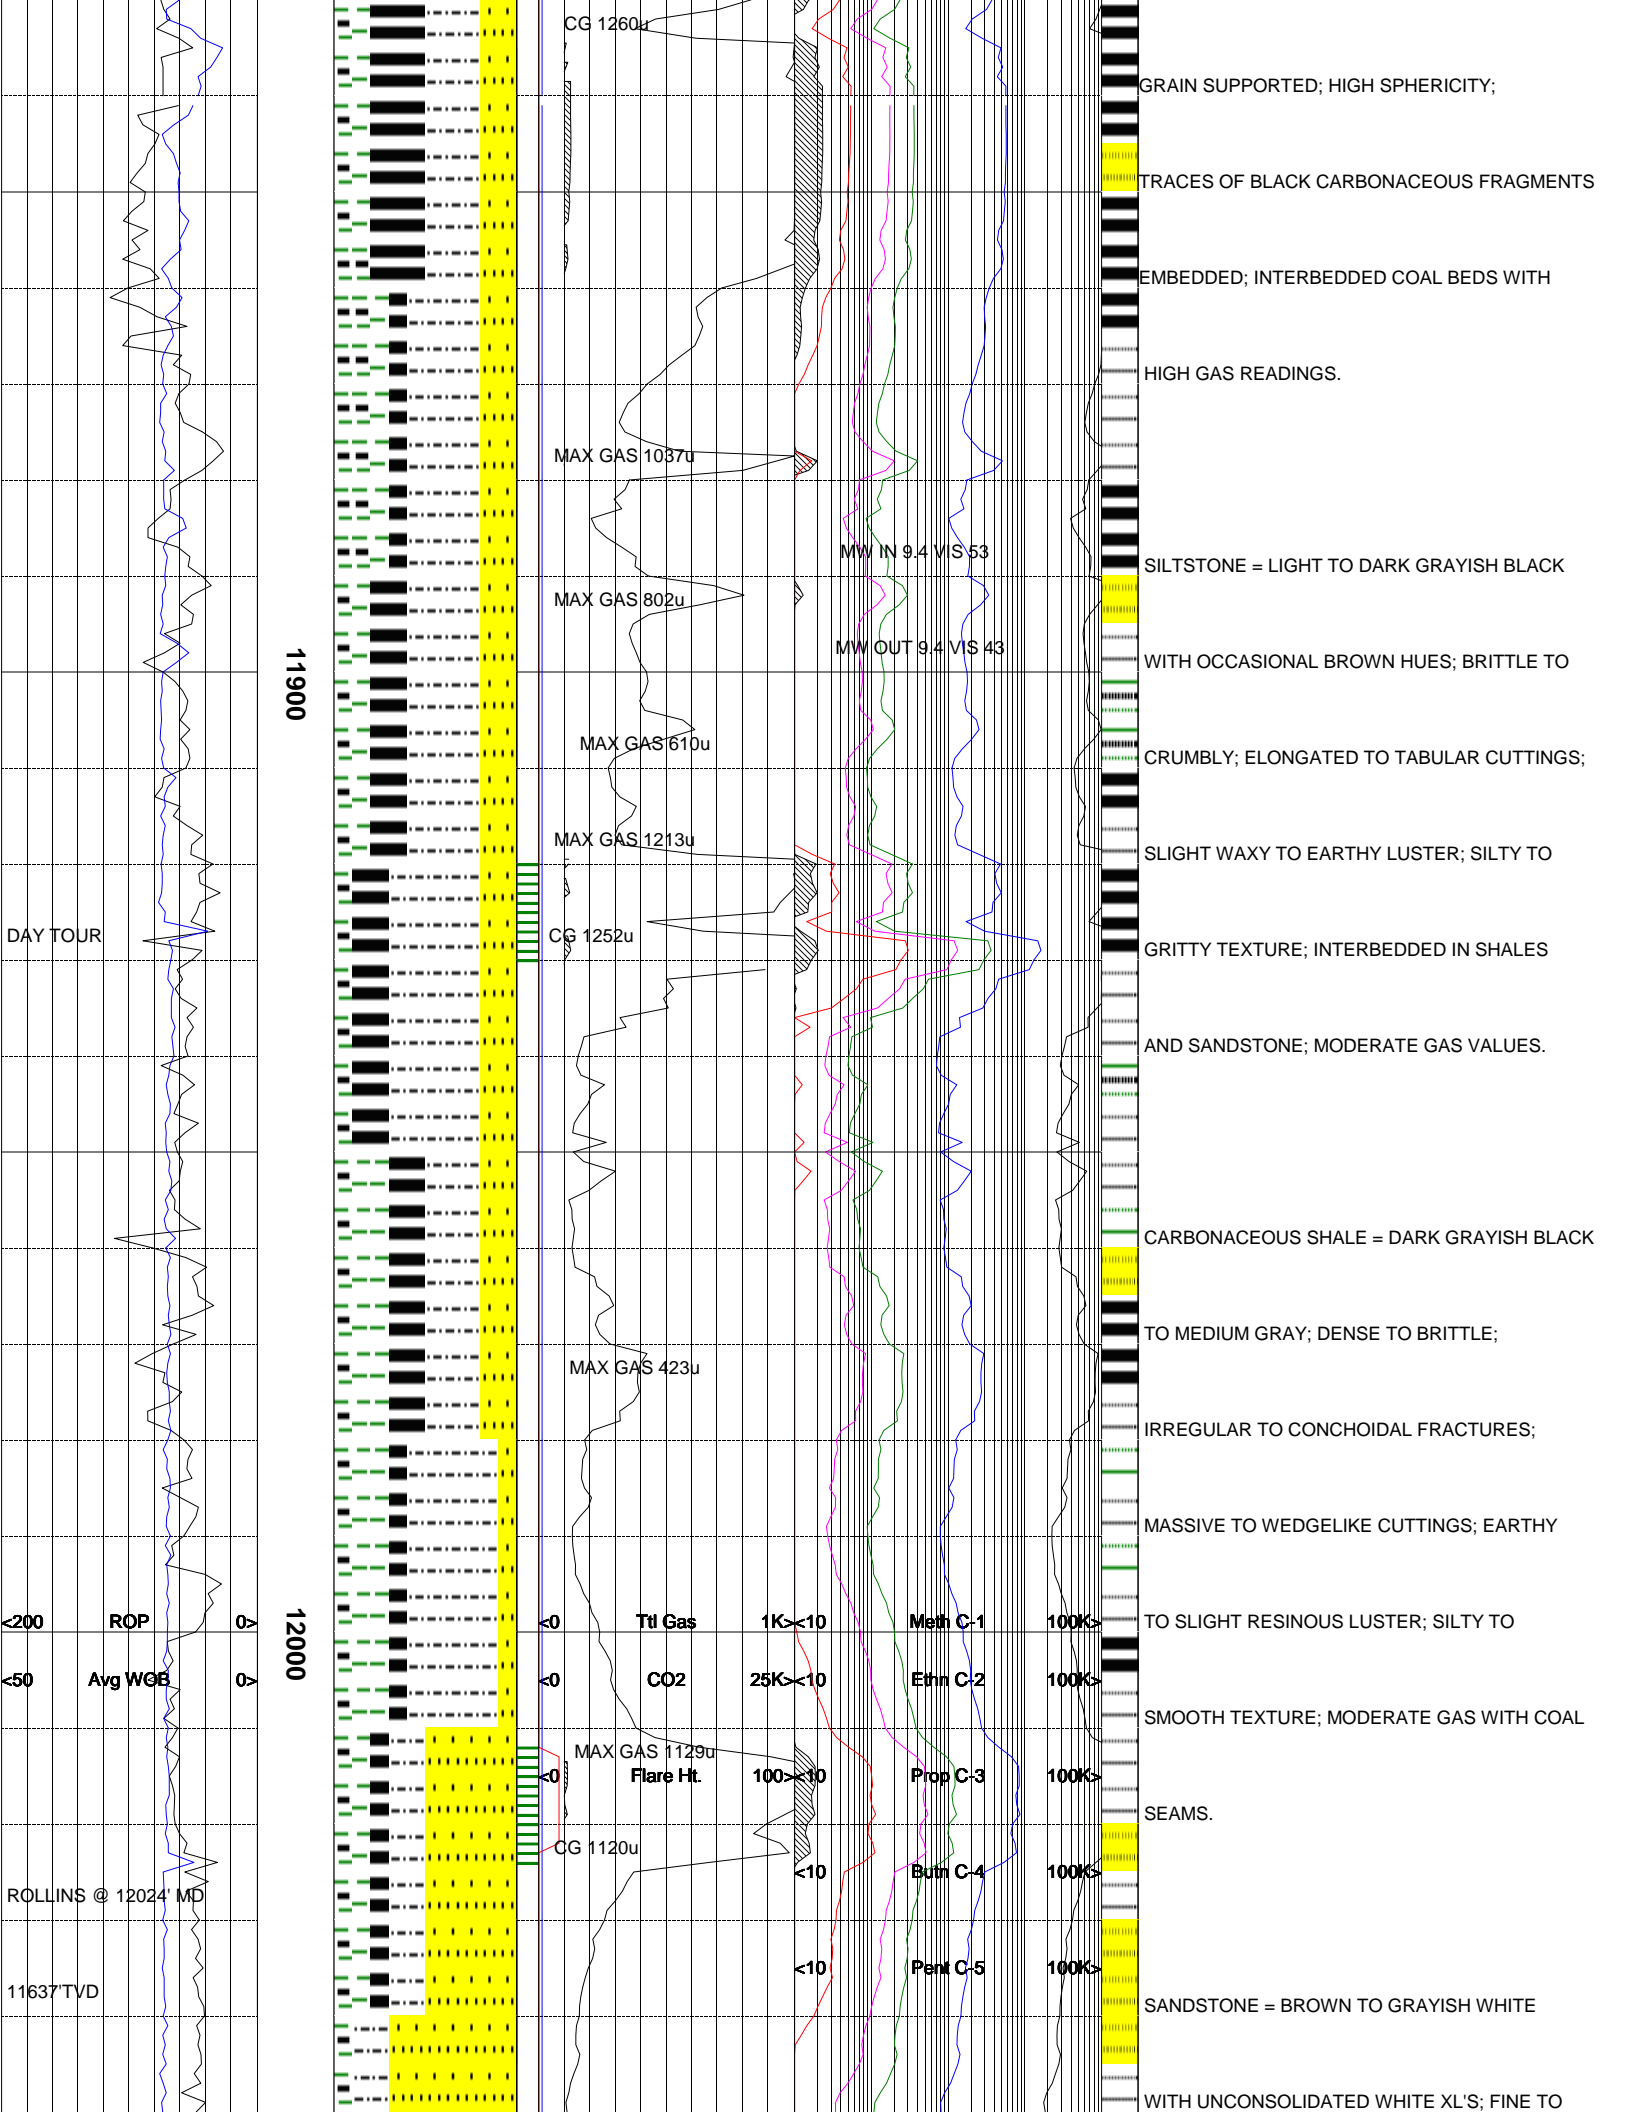 CG 1260u
GRAIN SUPPORTED; HIGH SPHERICITY;
TRACES OF BLACK CARBONACEOUS FRAGMENTS
EMBEDDED; INTERBEDDED COAL BEDS WITH
HIGH GAS READINGS.
MAX GAS 1037u
MW IN 9.4 VIS 53
SILTSTONE = LIGHT TO DARK GRAYISH BLACK
MAX GAS 802u
MW OUT 9.4 VIS 43
WITH OCCASIONAL BROWN HUES; BRITTLE TO
11900
MAX GAS 610u
CRUMBLY; ELONGATED TO TABULAR CUTTINGS;
MAX GAS 1213u
SLIGHT WAXY TO EARTHY LUSTER; SILTY TO
DAY TOUR
CG 1252u
GRITTY TEXTURE; INTERBEDDED IN SHALES
AND SANDSTONE; MODERATE GAS VALUES.
CARBONACEOUS SHALE = DARK GRAYISH BLACK
TO MEDIUM GRAY; DENSE TO BRITTLE;
MAX GAS 423u
IRREGULAR TO CONCHOIDAL FRACTURES;
MASSIVE TO WEDGELIKE CUTTINGS; EARTHY
<200 ROP 0>
12000
<0 Ttl Gas 1K>
<10 Meth C-1 100K>
TO SLIGHT RESINOUS LUSTER; SILTY TO
<50 Avg WOB 0>
<0 CO2 25K>
<10 Ethn C-2 100K>
SMOOTH TEXTURE; MODERATE GAS WITH COAL
MAX GAS 1129u
<0 Flare Ht. 100>
<10 Prop C-3 100K>
SEAMS.
CG 1120u
<10 Butn C-4 100K>
ROLLINS @ 12024' MD
<10 Pent C-5 100K>
11637'TVD
SANDSTONE = BROWN TO GRAYISH WHITE
WITH UNCONSOLIDATED WHITE XL'S; FINE TO